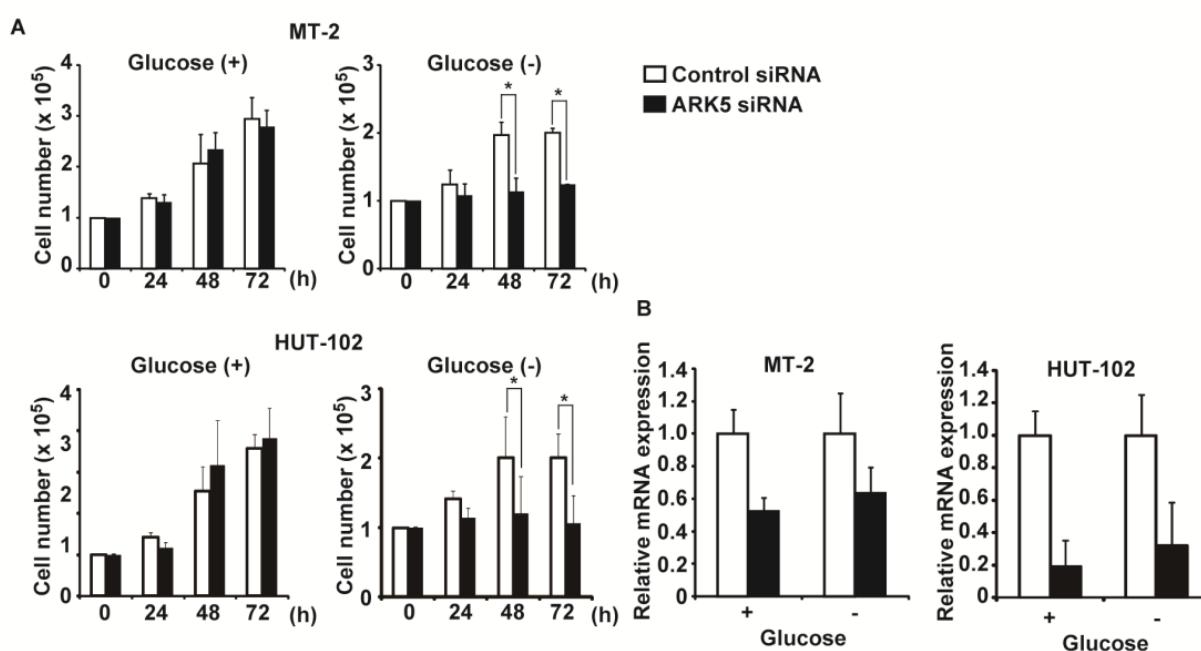 A
MT-2
Glucose (+)
Glucose (-)
Cell number (x 10⁵)
4
3
2
1
0
0 24 48 72 (h)
Cell number (x 10⁵)
3
2
1
0
* *
0 24 48 72 (h)
Control siRNA
ARK5 siRNA
HUT-102
Glucose (+)
Glucose (-)
Cell number (x 10⁵)
4
3
2
1
0
0 24 48 72 (h)
Cell number (x 10⁵)
3
2
1
0
* *
0 24 48 72 (h)
B
MT-2
Relative mRNA expression
1.4
1.2
1.0
0.8
0.6
0.4
0.2
0
+ -
Glucose
HUT-102
Relative mRNA expression
1.4
1.2
1.0
0.8
0.6
0.4
0.2
0
+ -
Glucose